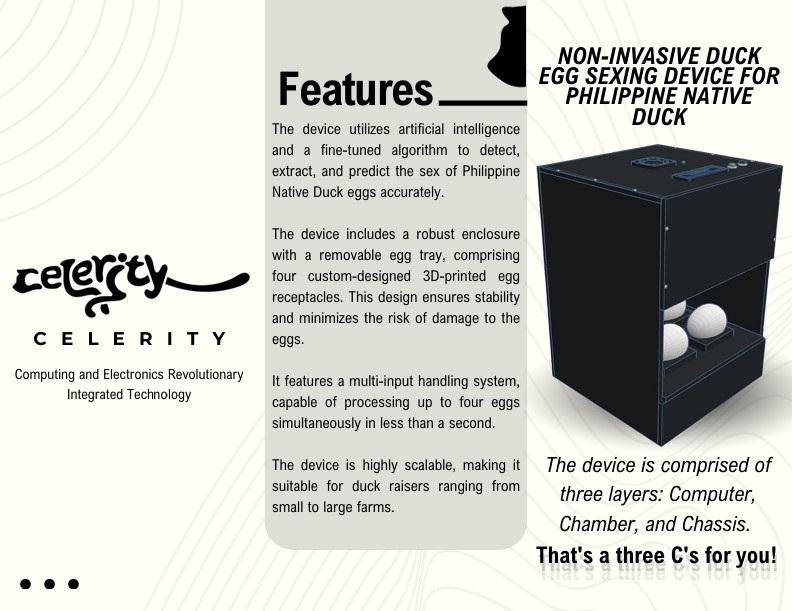 celerity
CELERITY
Computing and Electronics Revolutionary
Integrated Technology
Features
The device utilizes artificial intelligence
and a fine-tuned algorithm to detect,
extract, and predict the sex of Philippine
Native Duck eggs accurately.
The device includes a robust enclosure
with a removable egg tray, comprising
four custom-designed 3D-printed egg
receptacles. This design ensures stability
and minimizes the risk of damage to the
eggs.
It features a multi-input handling system,
capable of processing up to four eggs
simultaneously in less than a second.
The device is highly scalable, making it
suitable for duck raisers ranging from
small to large farms.
NON-INVASIVE DUCK
EGG SEXING DEVICE FOR
PHILIPPINE NATIVE
DUCK
The device is comprised of
three layers: Computer,
Chamber, and Chassis.
That's a three C's for you!